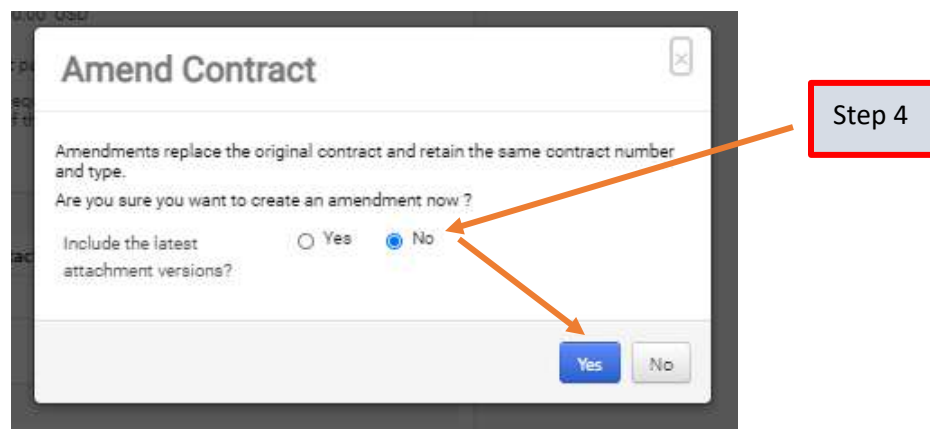 USD
Amend Contract
Step 4
Amendments replace the original contract and retain the same contract number
and type.
Are you sure you want to create an amendment now ?
Include the latest
attachment versions?
Yes No
Yes No